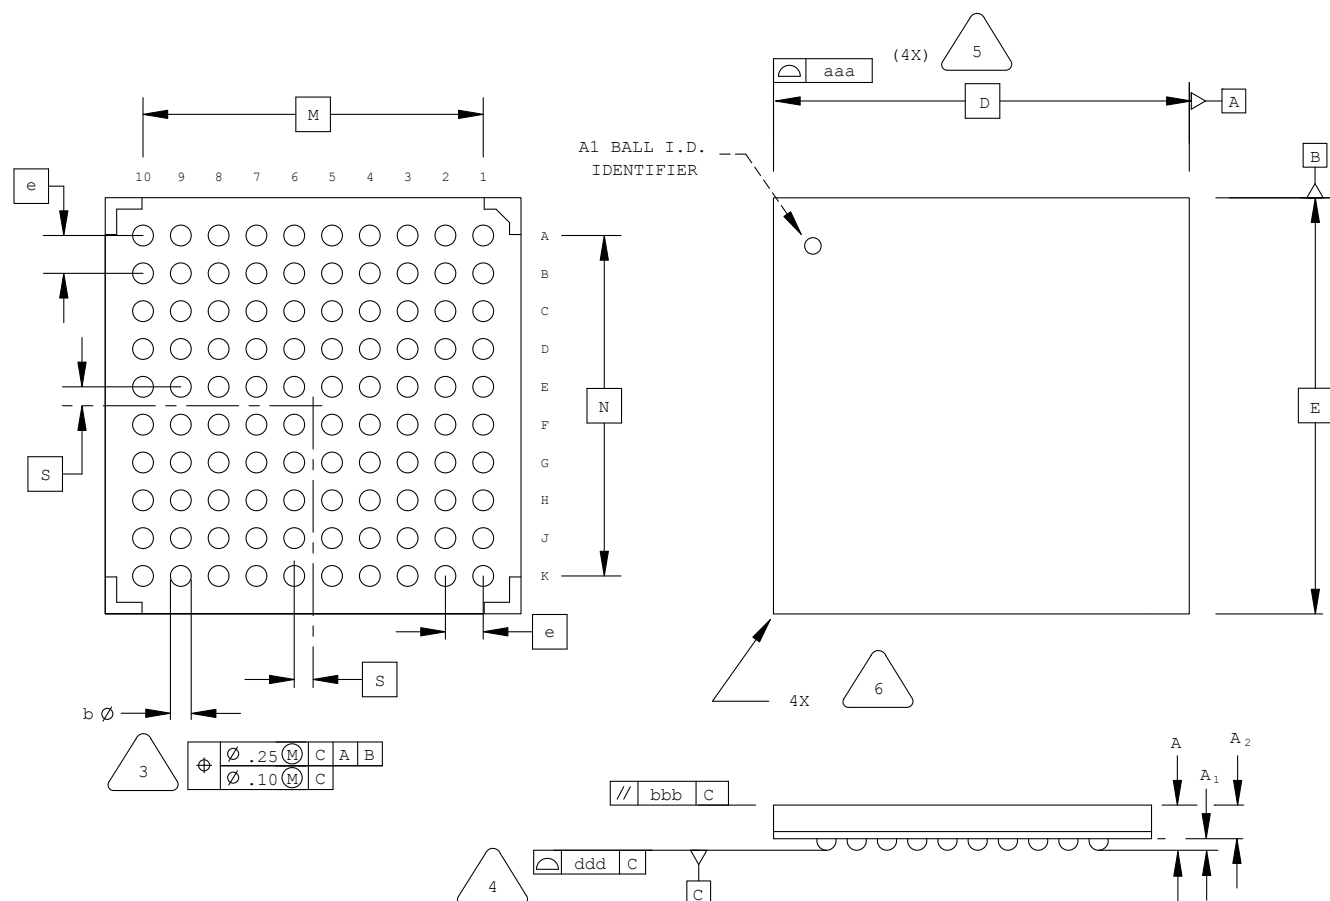 (4X) 5
aaa
M
D
A
A1 BALL I.D.
IDENTIFIER
B
10 9 8 7 6 5 4 3 2 1
e
A
B
C
D
E
N
E
F
S
G
H
J
K
e
S
6
4X
b Ø
3
Ø .25 M C A B
Ø .10 M C
A A2
A1
// bbb C
ddd C
4
C